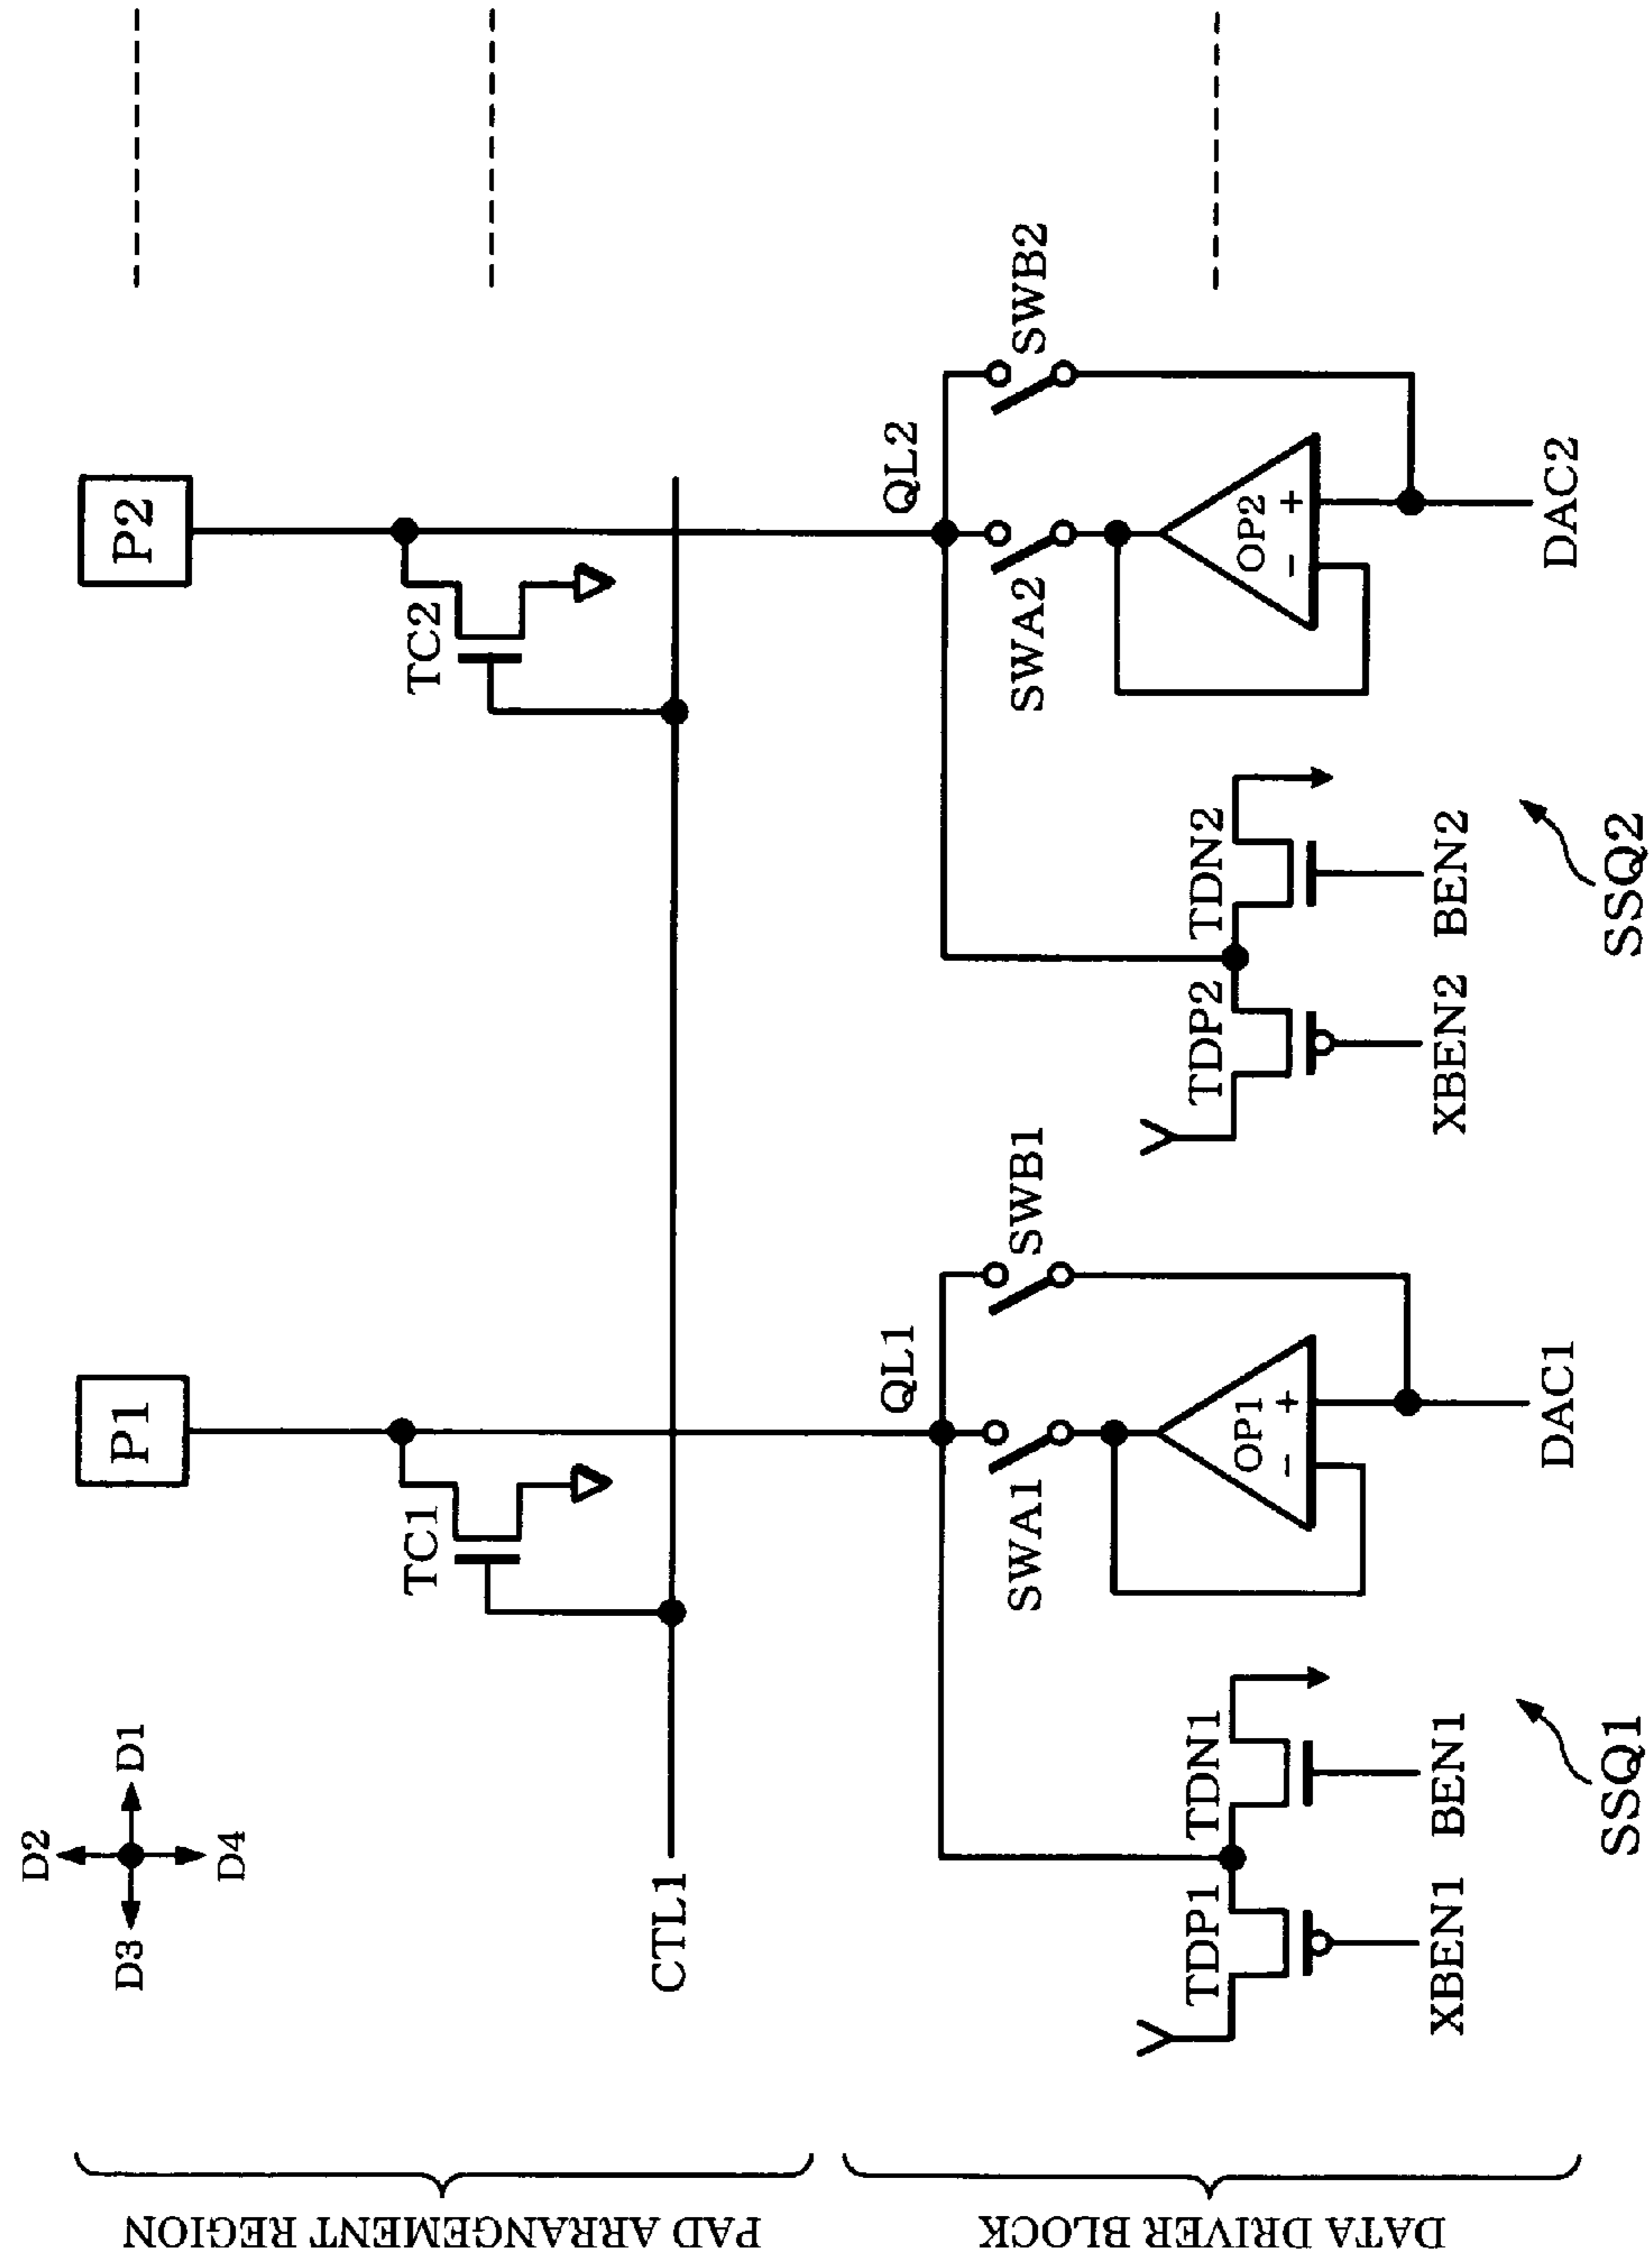 PAD ARRANGEMENT REGION
DATA DRIVER BLOCK
D2
D3
D1
D4
P1
P2
TC1
TC2
CTL1
QL1
QL2
SWA1
SWB1
SWA2
SWB2
TDP1
TDN1
OP1
- +
TDP2
TDN2
OP2
- +
XBEN1
BEN1
DAC1
XBEN2
BEN2
DAC2
SSQ1
SSQ2